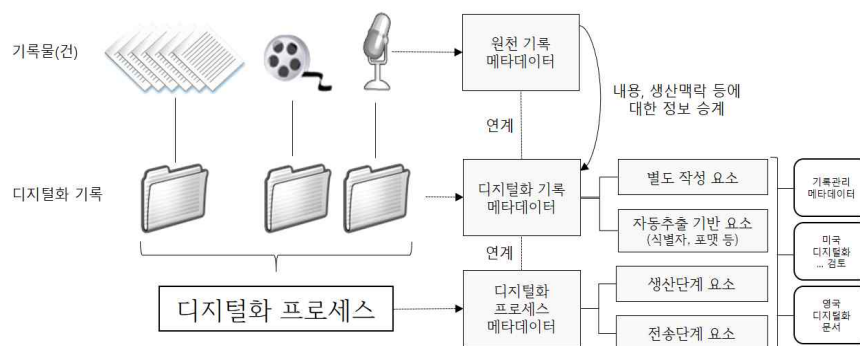 기록물(건)
원천 기록
메타데이터
내용, 생산맥락 등에
대한 정보 승계
연계
디지털화 기록
디지털화 기록
메타데이터
별도 작성 요소
자동추출 기반 요소
(식별자, 포맷 등)
기록관리
메타데이터
미국
디지털화
... 검토
연계
디지털화 프로세스
디지털화
프로세스
메타데이터
생산단계 요소
전송단계 요소
영국
디지털화
문서